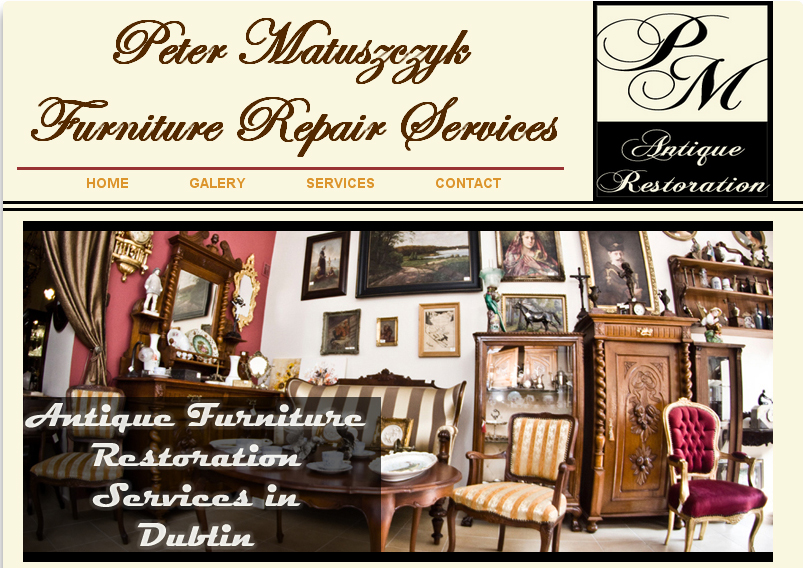 Peter Matuszczyk
Furniture Repair Services
HOME GALERY SERVICES CONTACT
PM
Antique
Restoration
Antique Furniture
Restoration
Services in
Dublin